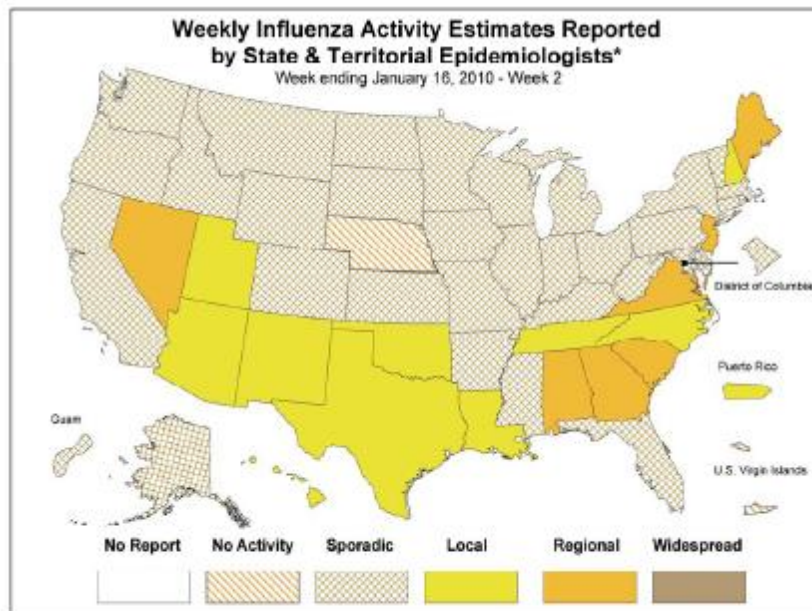 Weekly Influenza Activity Estimates Reported
by State & Territorial Epidemiologists*
Week ending January 16, 2010 - Week 2
District of Columbia
Puerto Rico
Guam
U.S. Virgin Islands
No Report
No Activity
Sporadic
Local
Regional
Widespread